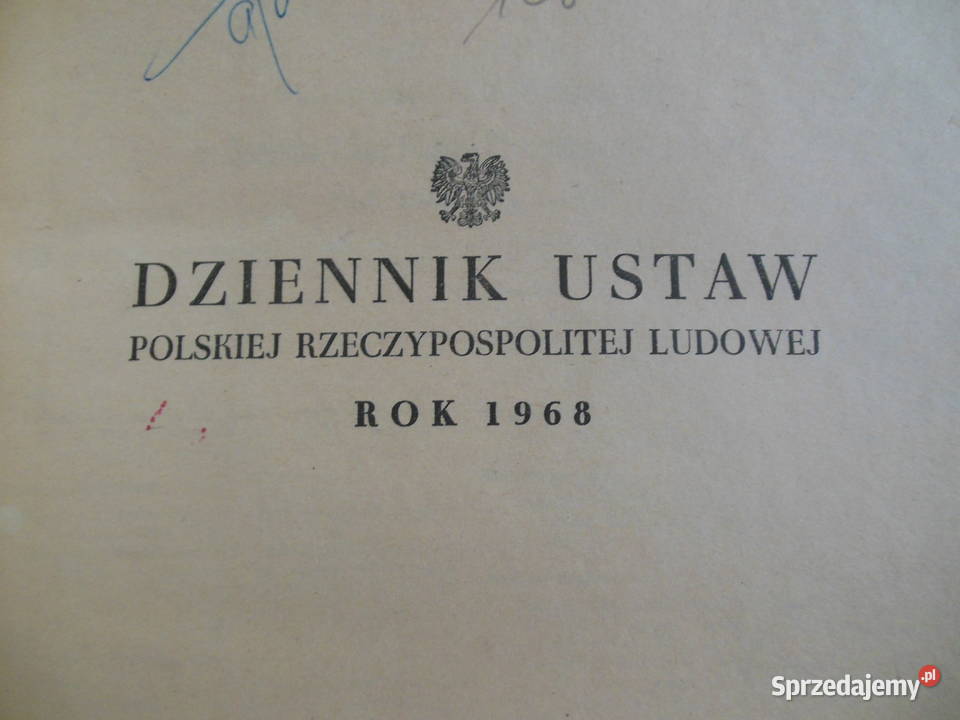 DZIENNIK USTAW
POLSKIEJ RZECZYPOSPOLITEJ LUDOWEJ
ROK 1968
Sprzedajemy.pl